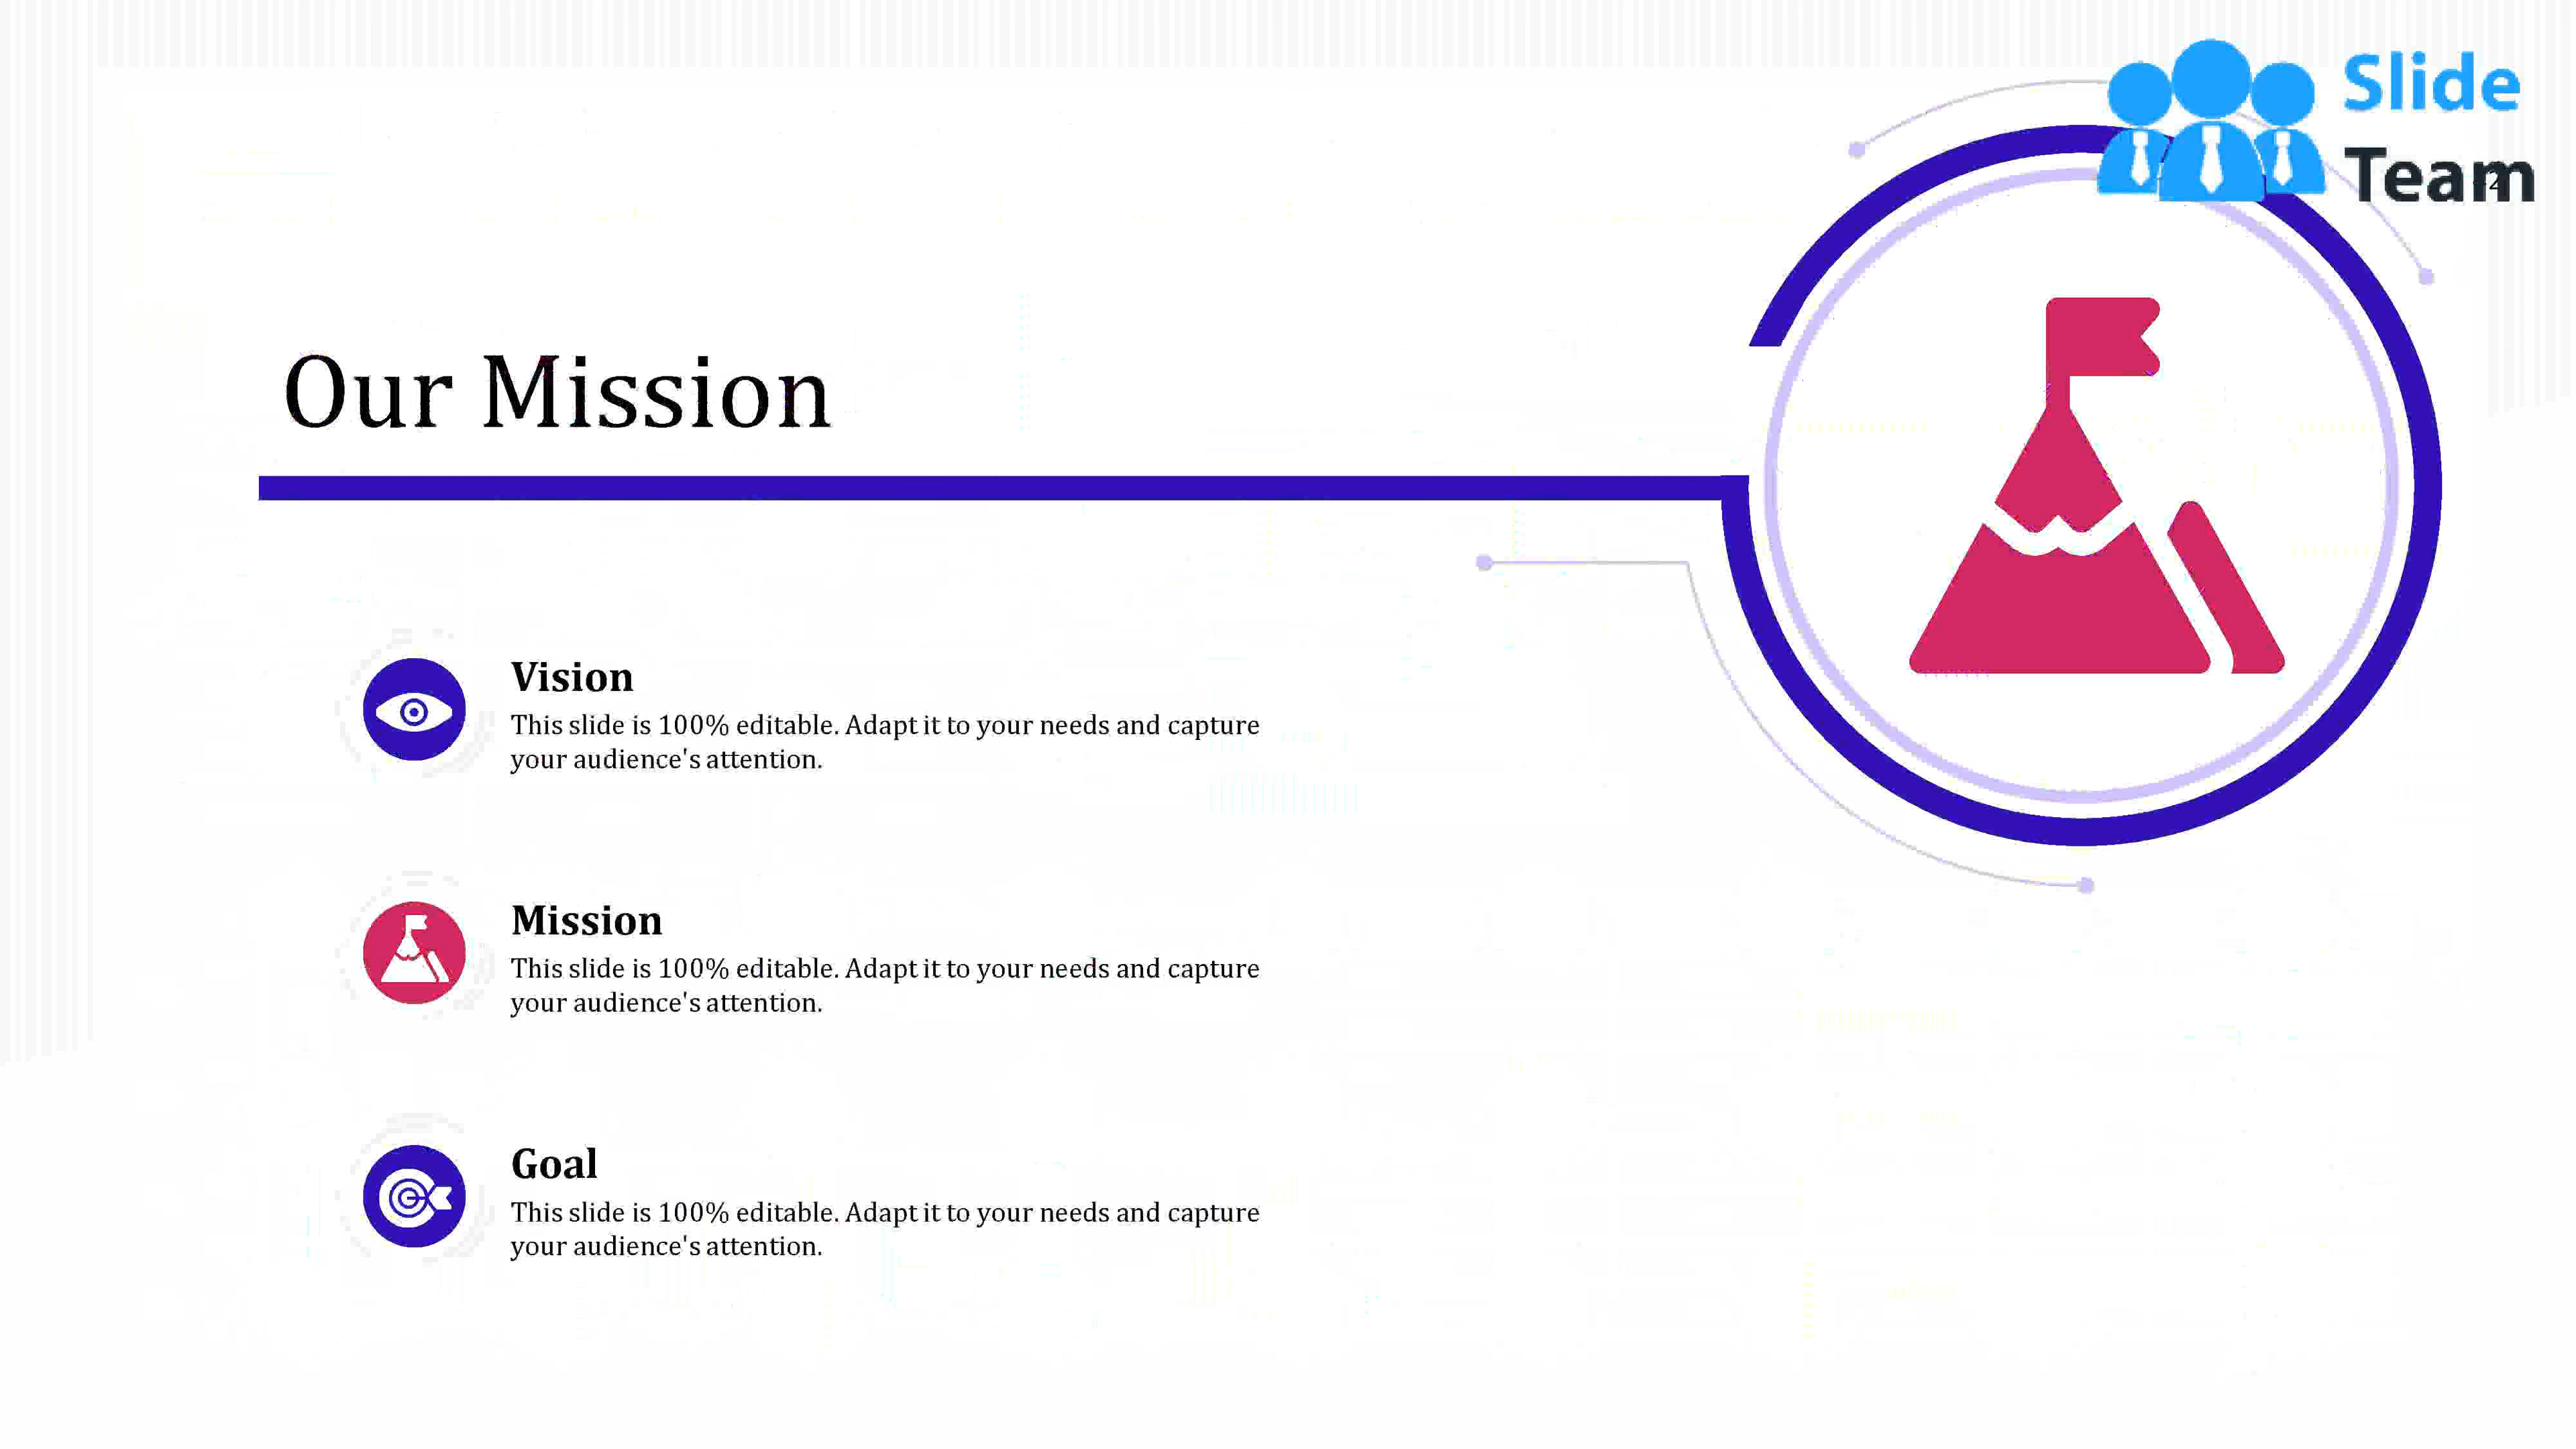 Slide
Team
Our Mission
Vision
This slide is 100% editable. Adapt it to your needs and capture
your audience's attention.
Mission
This slide is 100% editable. Adapt it to your needs and capture
your audience's attention.
Goal
This slide is 100% editable. Adapt it to your needs and capture
your audience's attention.